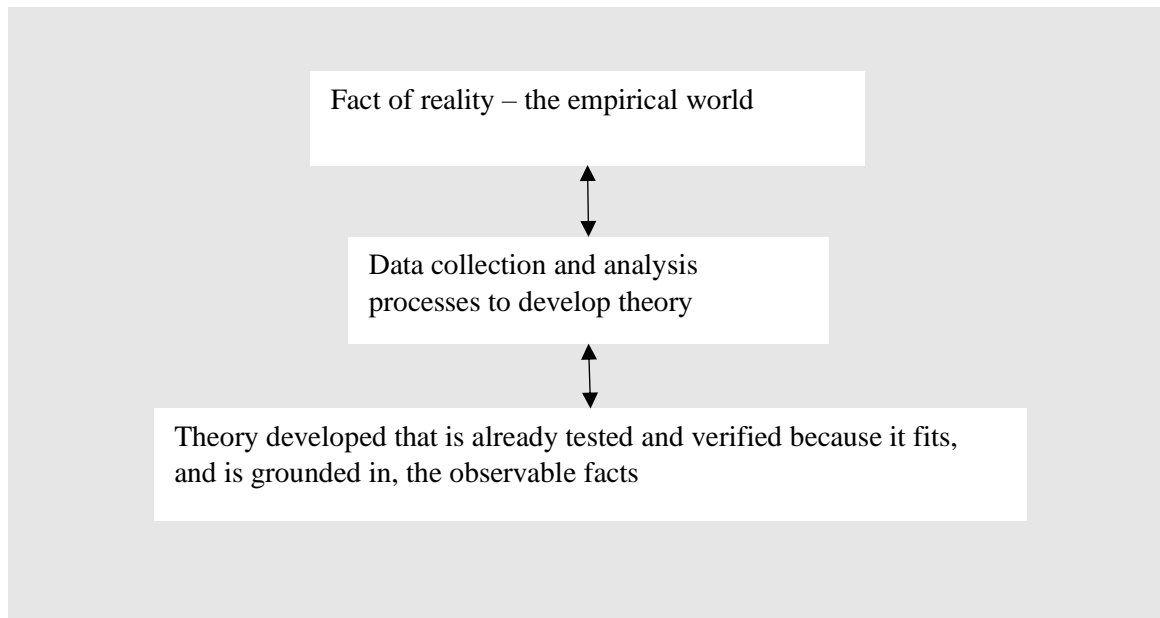 Fact of reality – the empirical world
Data collection and analysis
processes to develop theory
Theory developed that is already tested and verified because it fits,
and is grounded in, the observable facts